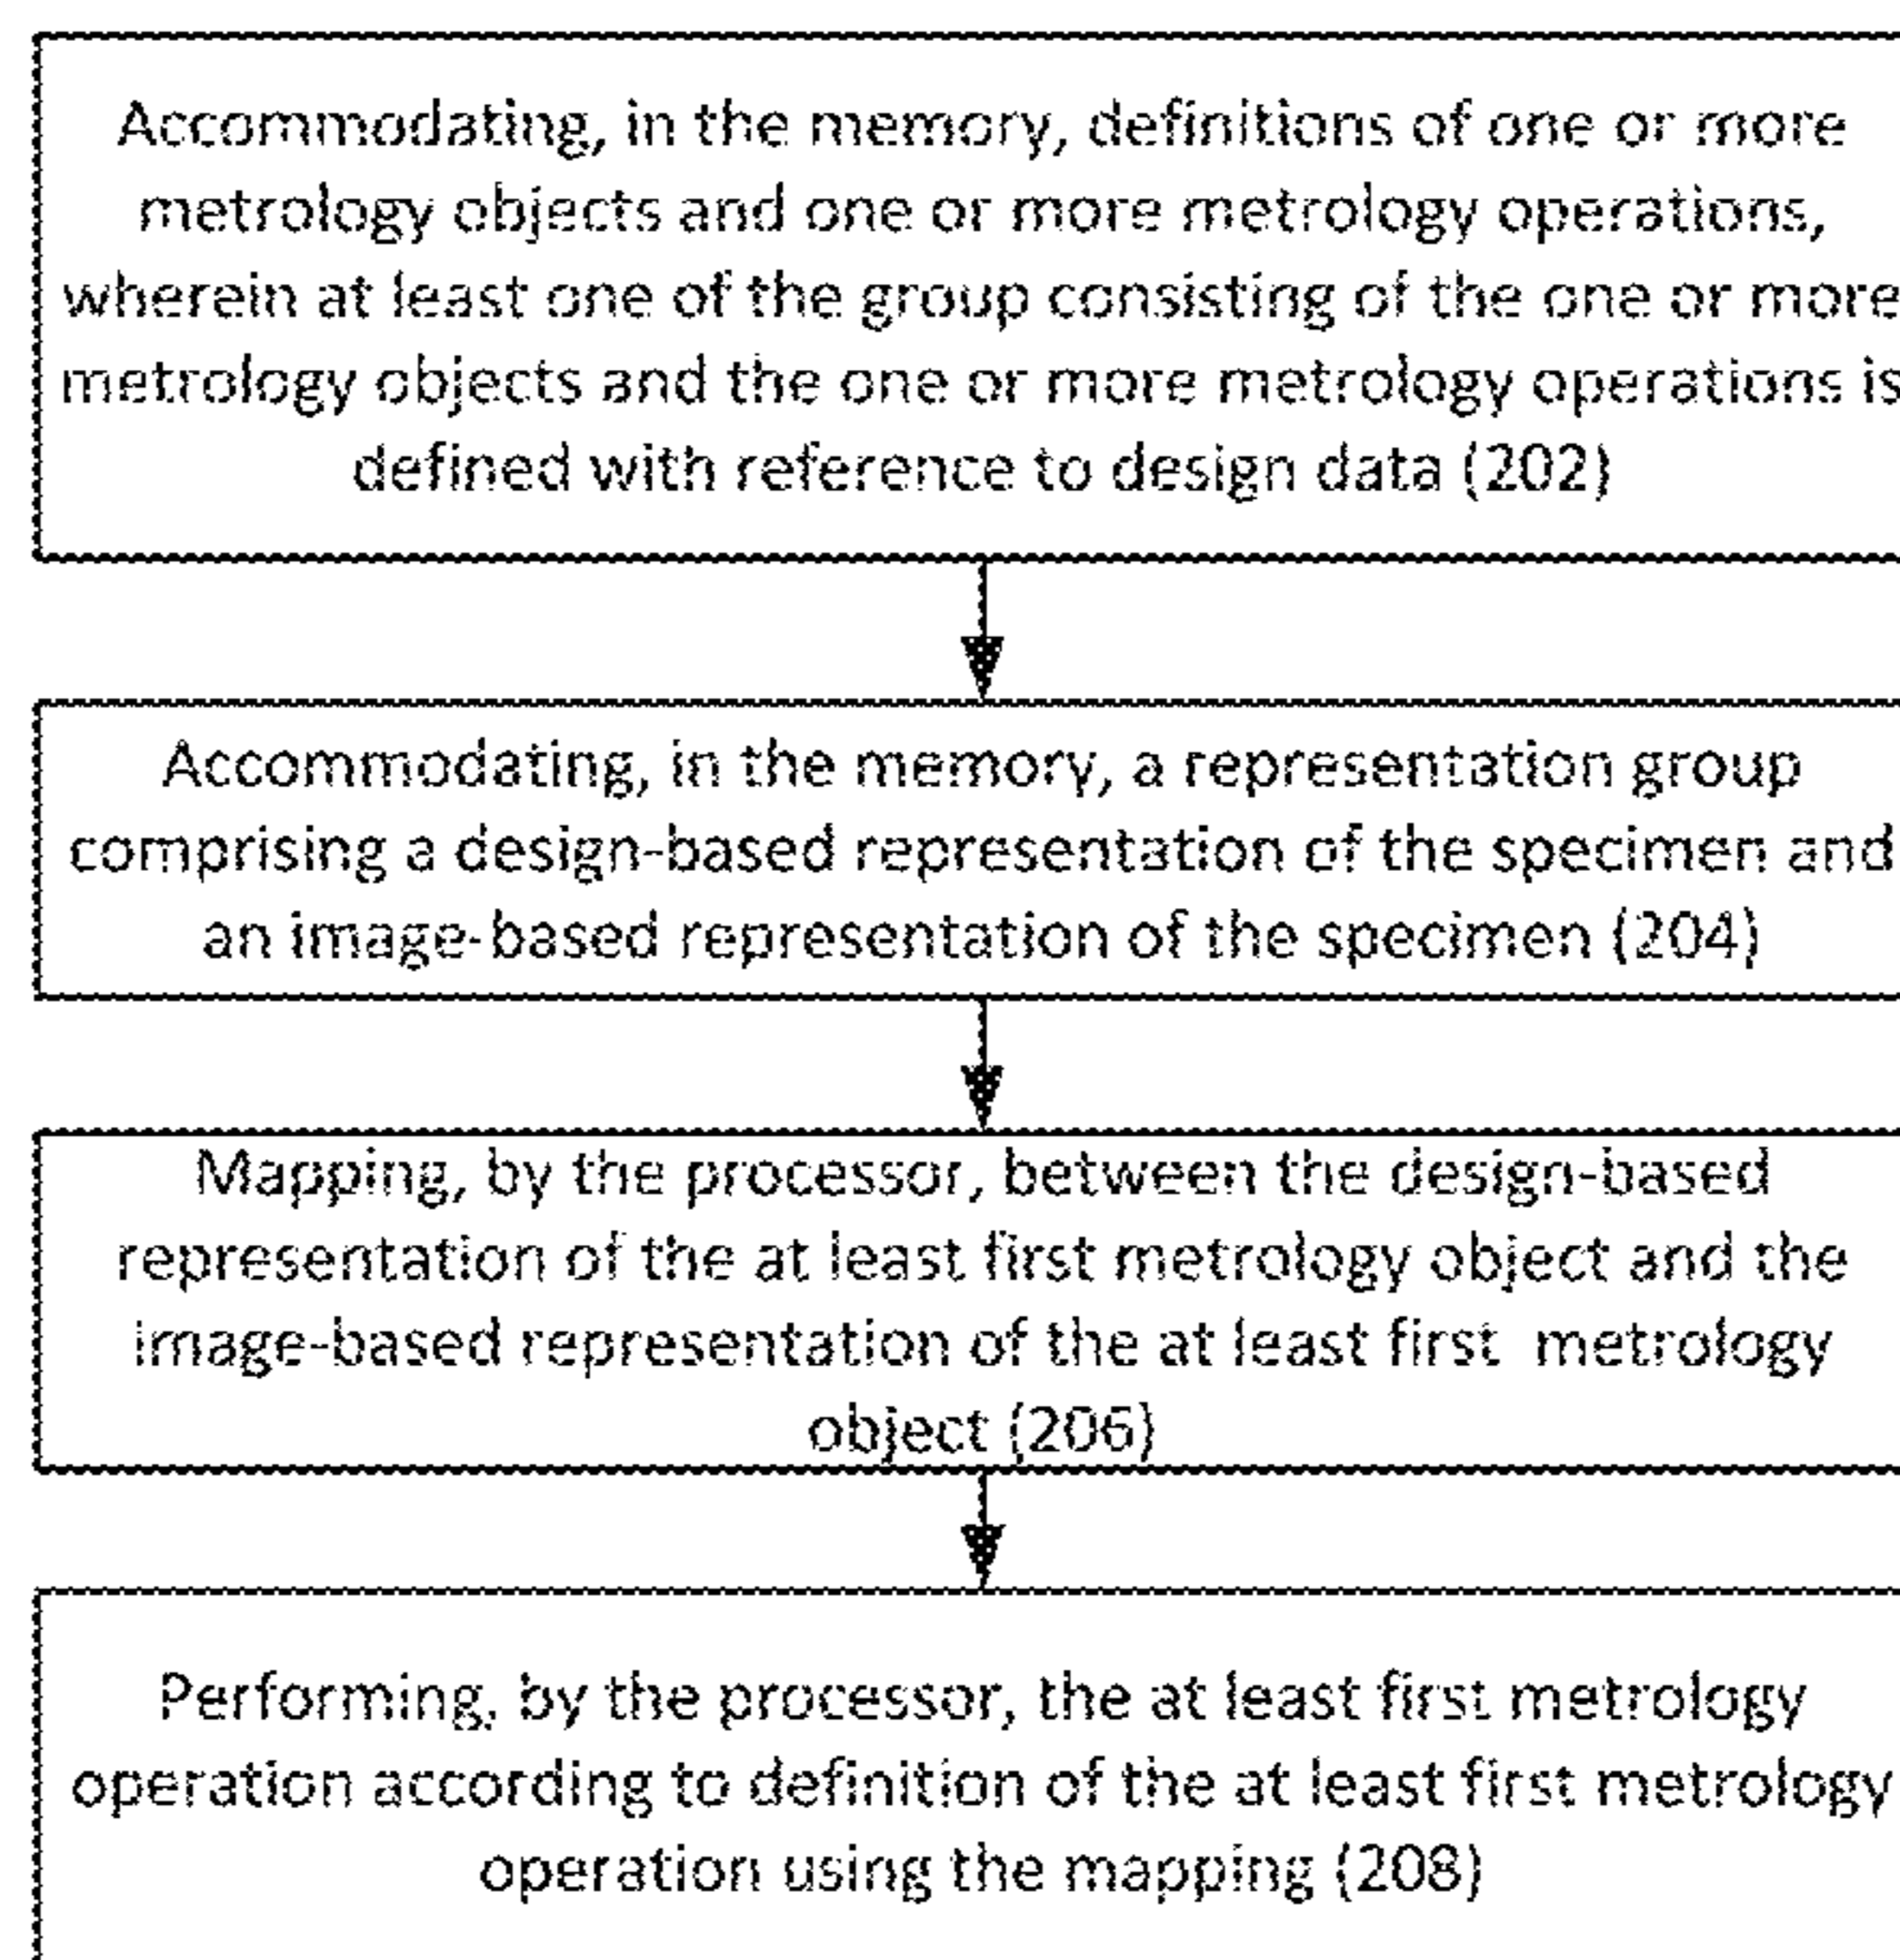 Accommodating, in the memory, definitions of one or more
metrology objects and one or more metrology operations,
wherein at least one of the group consisting of the one or more
metrology objects and the one or more metrology operations is
defined with reference to design data (202)
Accommodating, in the memory, a representation group
comprising a design-based representation of the specimen and
an image-based representation of the specimen (204)
Mapping, by the processor, between the design-based
representation of the at least first metrology object and the
image-based representation of the at least first metrology
object (206)
Performing, by the processor, the at least first metrology
operation according to definition of the at least first metrology
operation using the mapping (208)